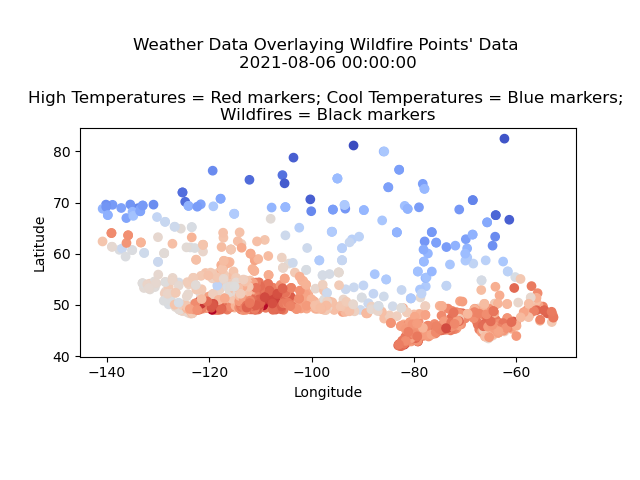 Weather Data Overlaying Wildfire Points' Data
2021-08-06 00:00:00
High Temperatures = Red markers; Cool Temperatures = Blue markers;
Wildfires = Black markers
80
70
60
50
40
Latitude
−140
−120
−100
−80
−60
Longitude